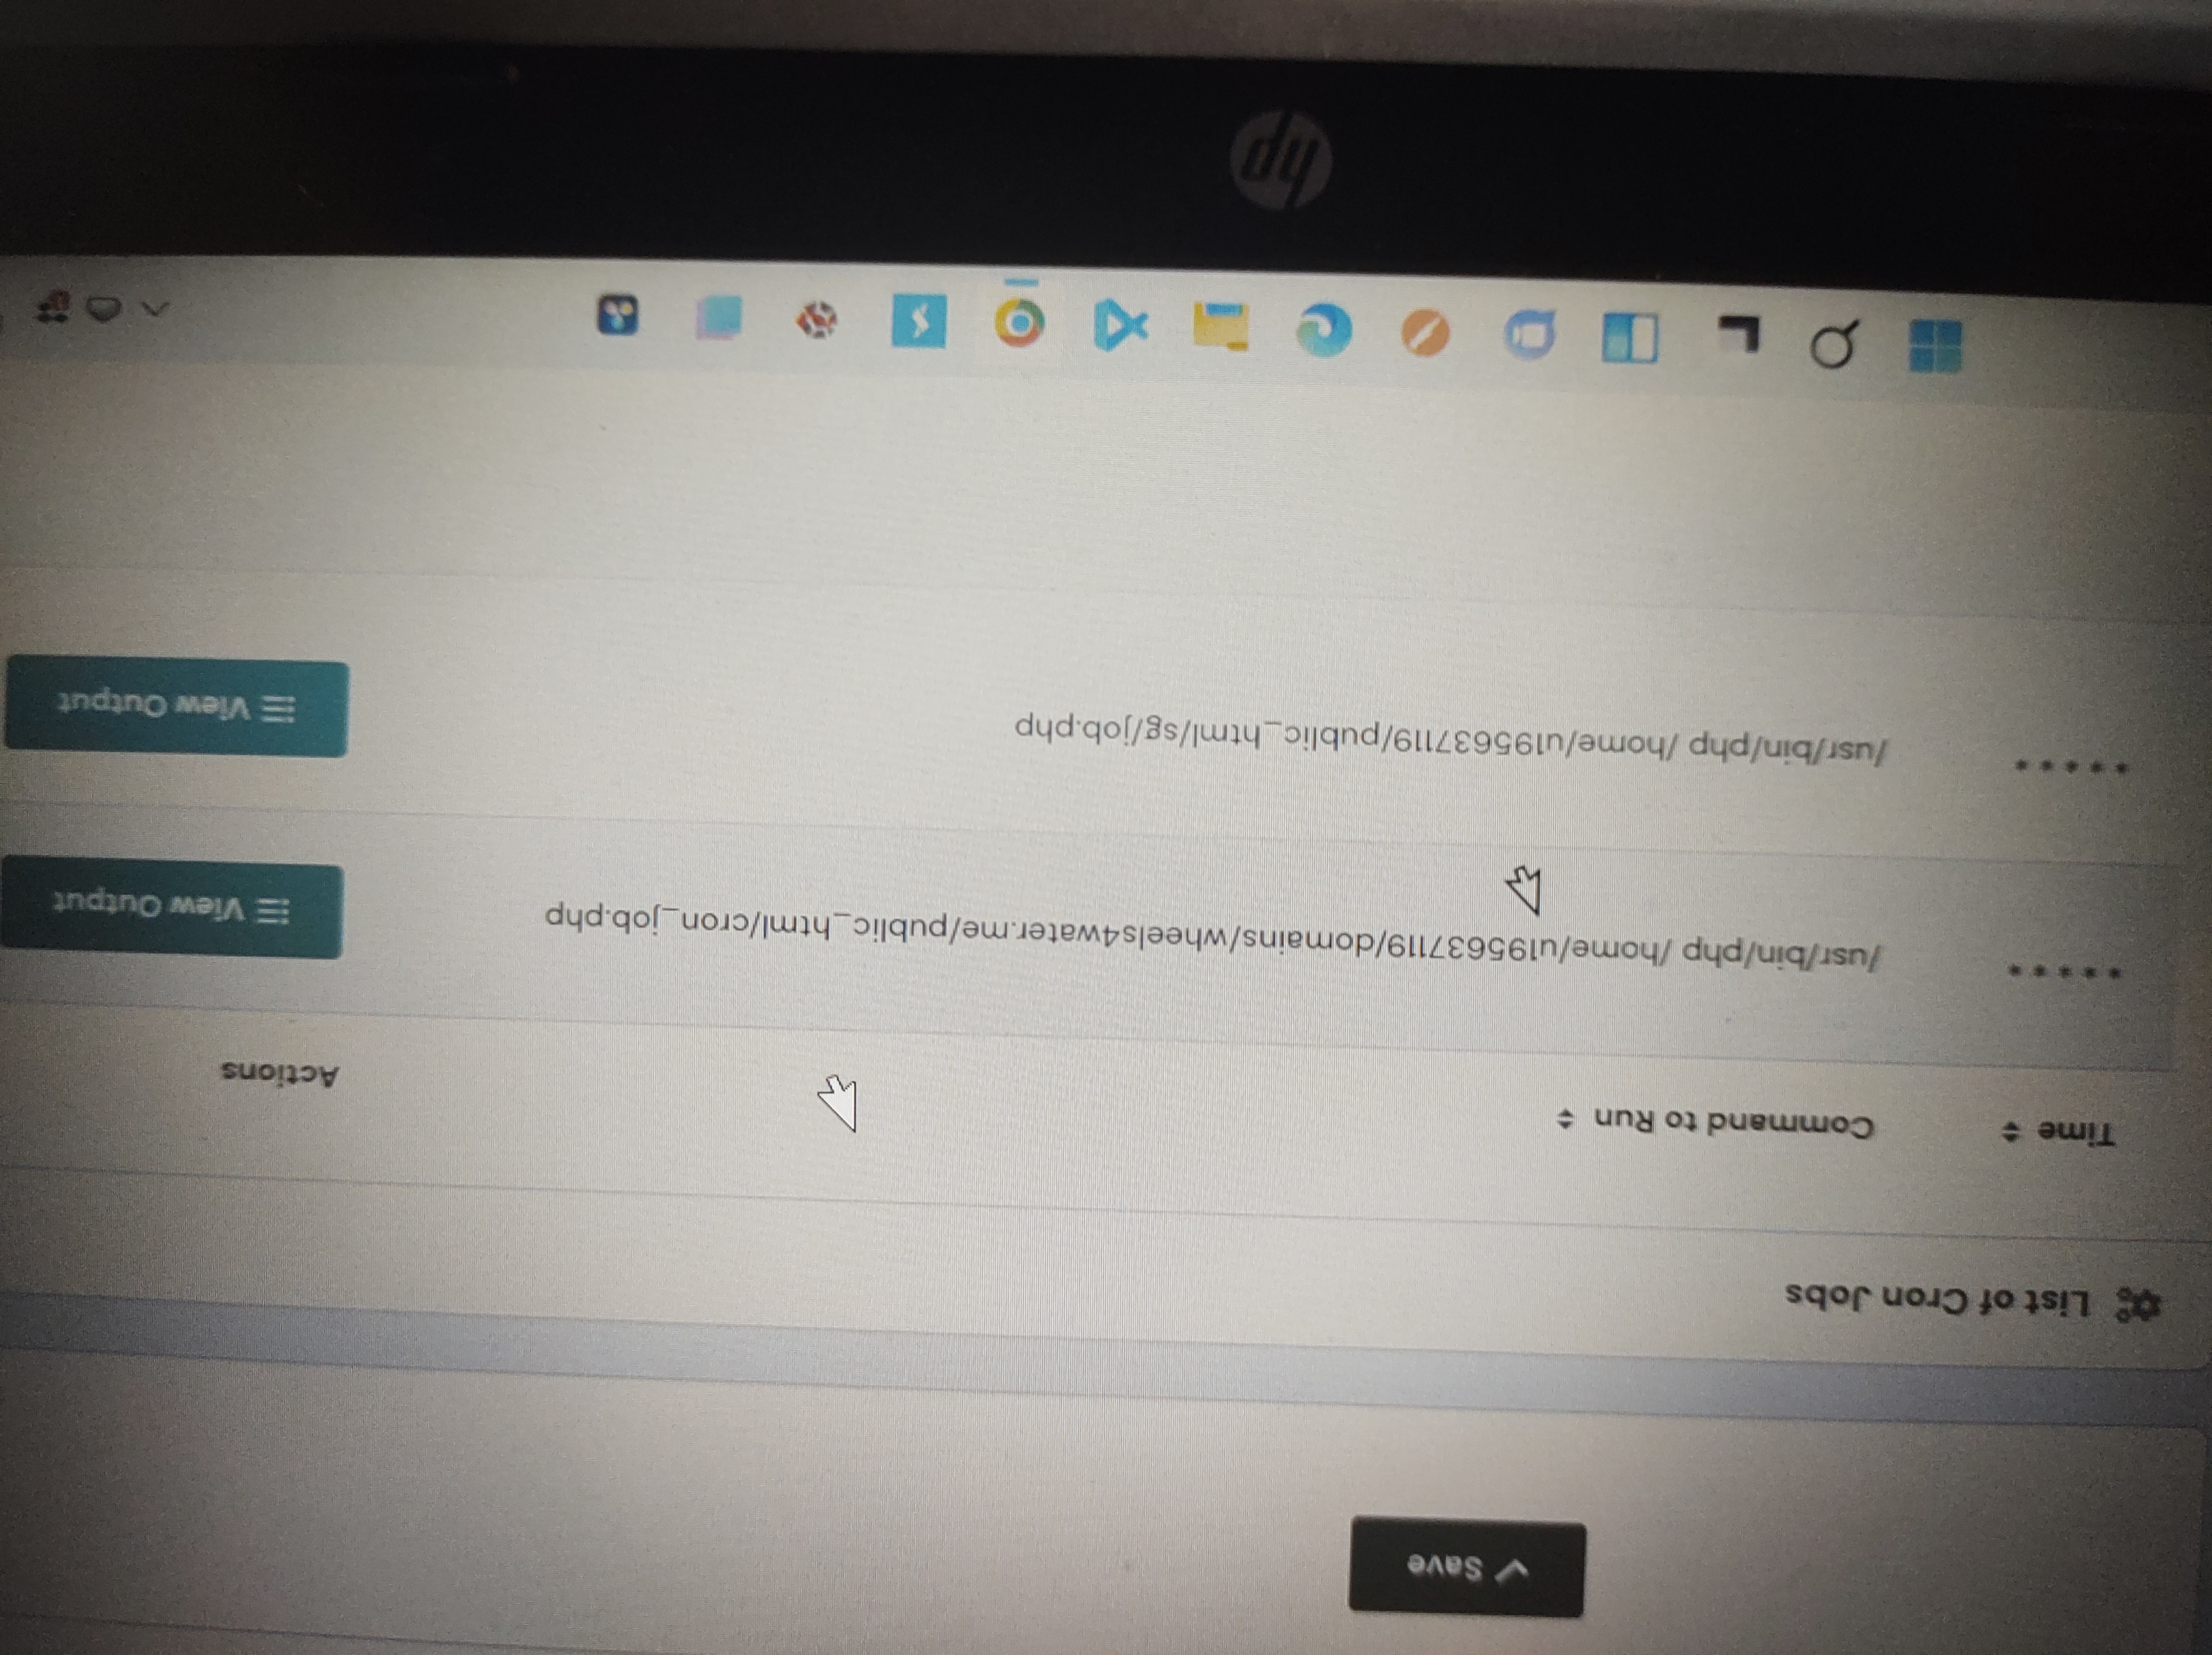 Save
List of Cron Jobs
Time
Command to Run
Actions
* * * * *
/usr/bin/php /home/u195637119/domains/wheels4water.me/public_html/cron_job.php
View Output
* * * * *
/usr/bin/php /home/u195637119/public_html/sg/job.php
View Output
hp